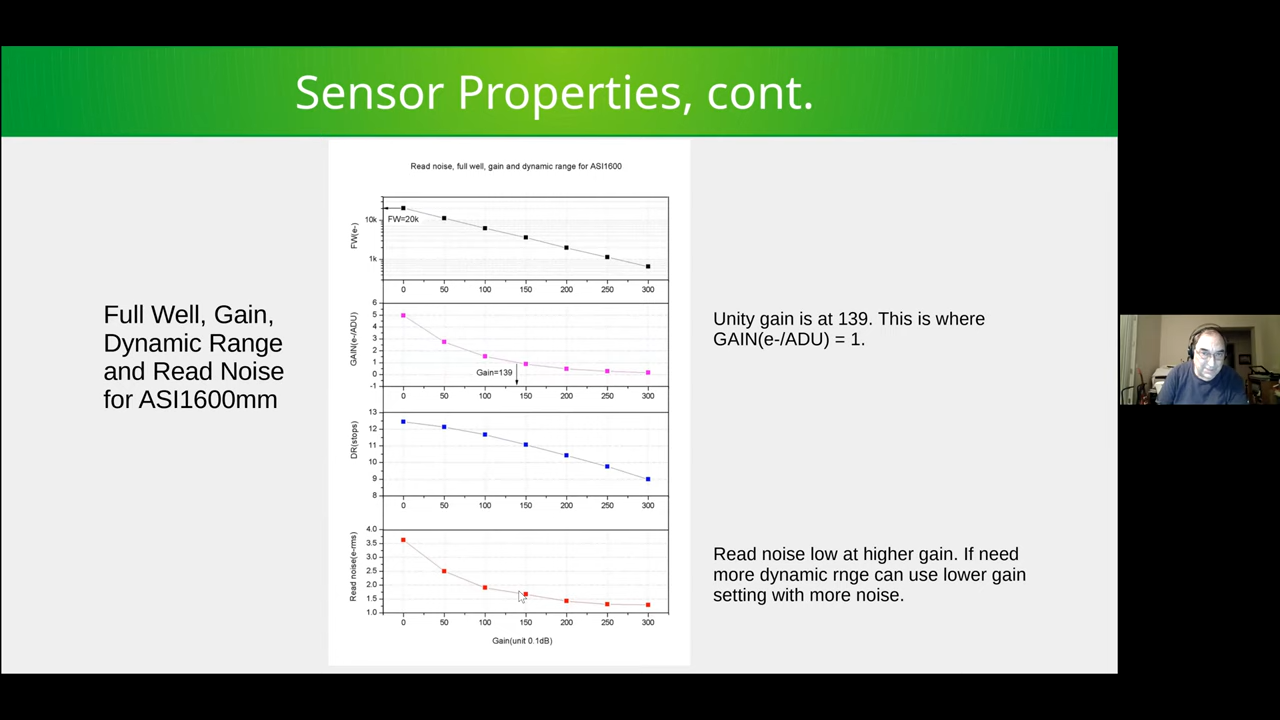 Sensor Properties, cont.
Full Well, Gain,
Dynamic Range
and Read Noise
for ASI1600mm
Read noise, full well, gain and dynamic range for ASI1600
FW(e-)
10k
1k
FW=20k
0 50 100 150 200 250 300
GAIN(e-/ADU)
6
5
4
3
2
1
0
-1
Gain=139
0 50 100 150 200 250 300
DR(stops)
13
12
11
10
9
8
0 50 100 150 200 250 300
Read noise(e-rms)
4.0
3.5
3.0
2.5
2.0
1.5
1.0
0 50 100 150 200 250 300
Gain(unit 0.1dB)
Unity gain is at 139. This is where
GAIN(e-/ADU) = 1.
Read noise low at higher gain. If need
more dynamic rnge can use lower gain
setting with more noise.